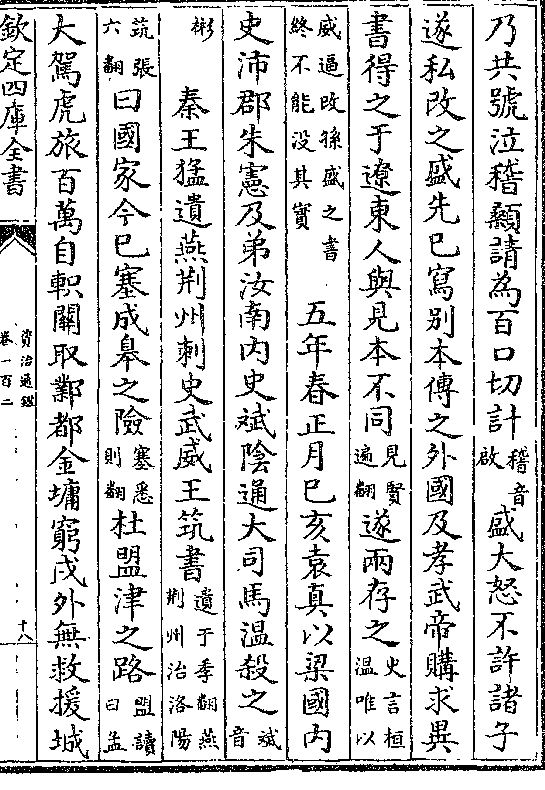 乃共號泣稽顙請為百口切計稽音啟盛大怒不許諸子
遂私改之盛先已寫別本傳之外國及孝武帝購求異
書得之于遼東人與見本不同見賢遍翻遂兩存之史言桓溫唯以
威逼改孫盛之書終不能没其實 五年春正月己亥袁真以梁國内
史沛郡朱憲及弟汝南内史斌陰通大司馬温殺之斌音
彬 秦王猛遺燕荆州刺史武威王筑書遺于季翻燕荆州治洛陽
筑張六翻曰國家今已塞成皋之險塞悉則翻杜盟津之路盟讀曰孟
大駕虎旅百萬自軹關取鄴都金墉窮戍外無救援城
欽定四庫全書
資治通鑑
卷一百二
十八